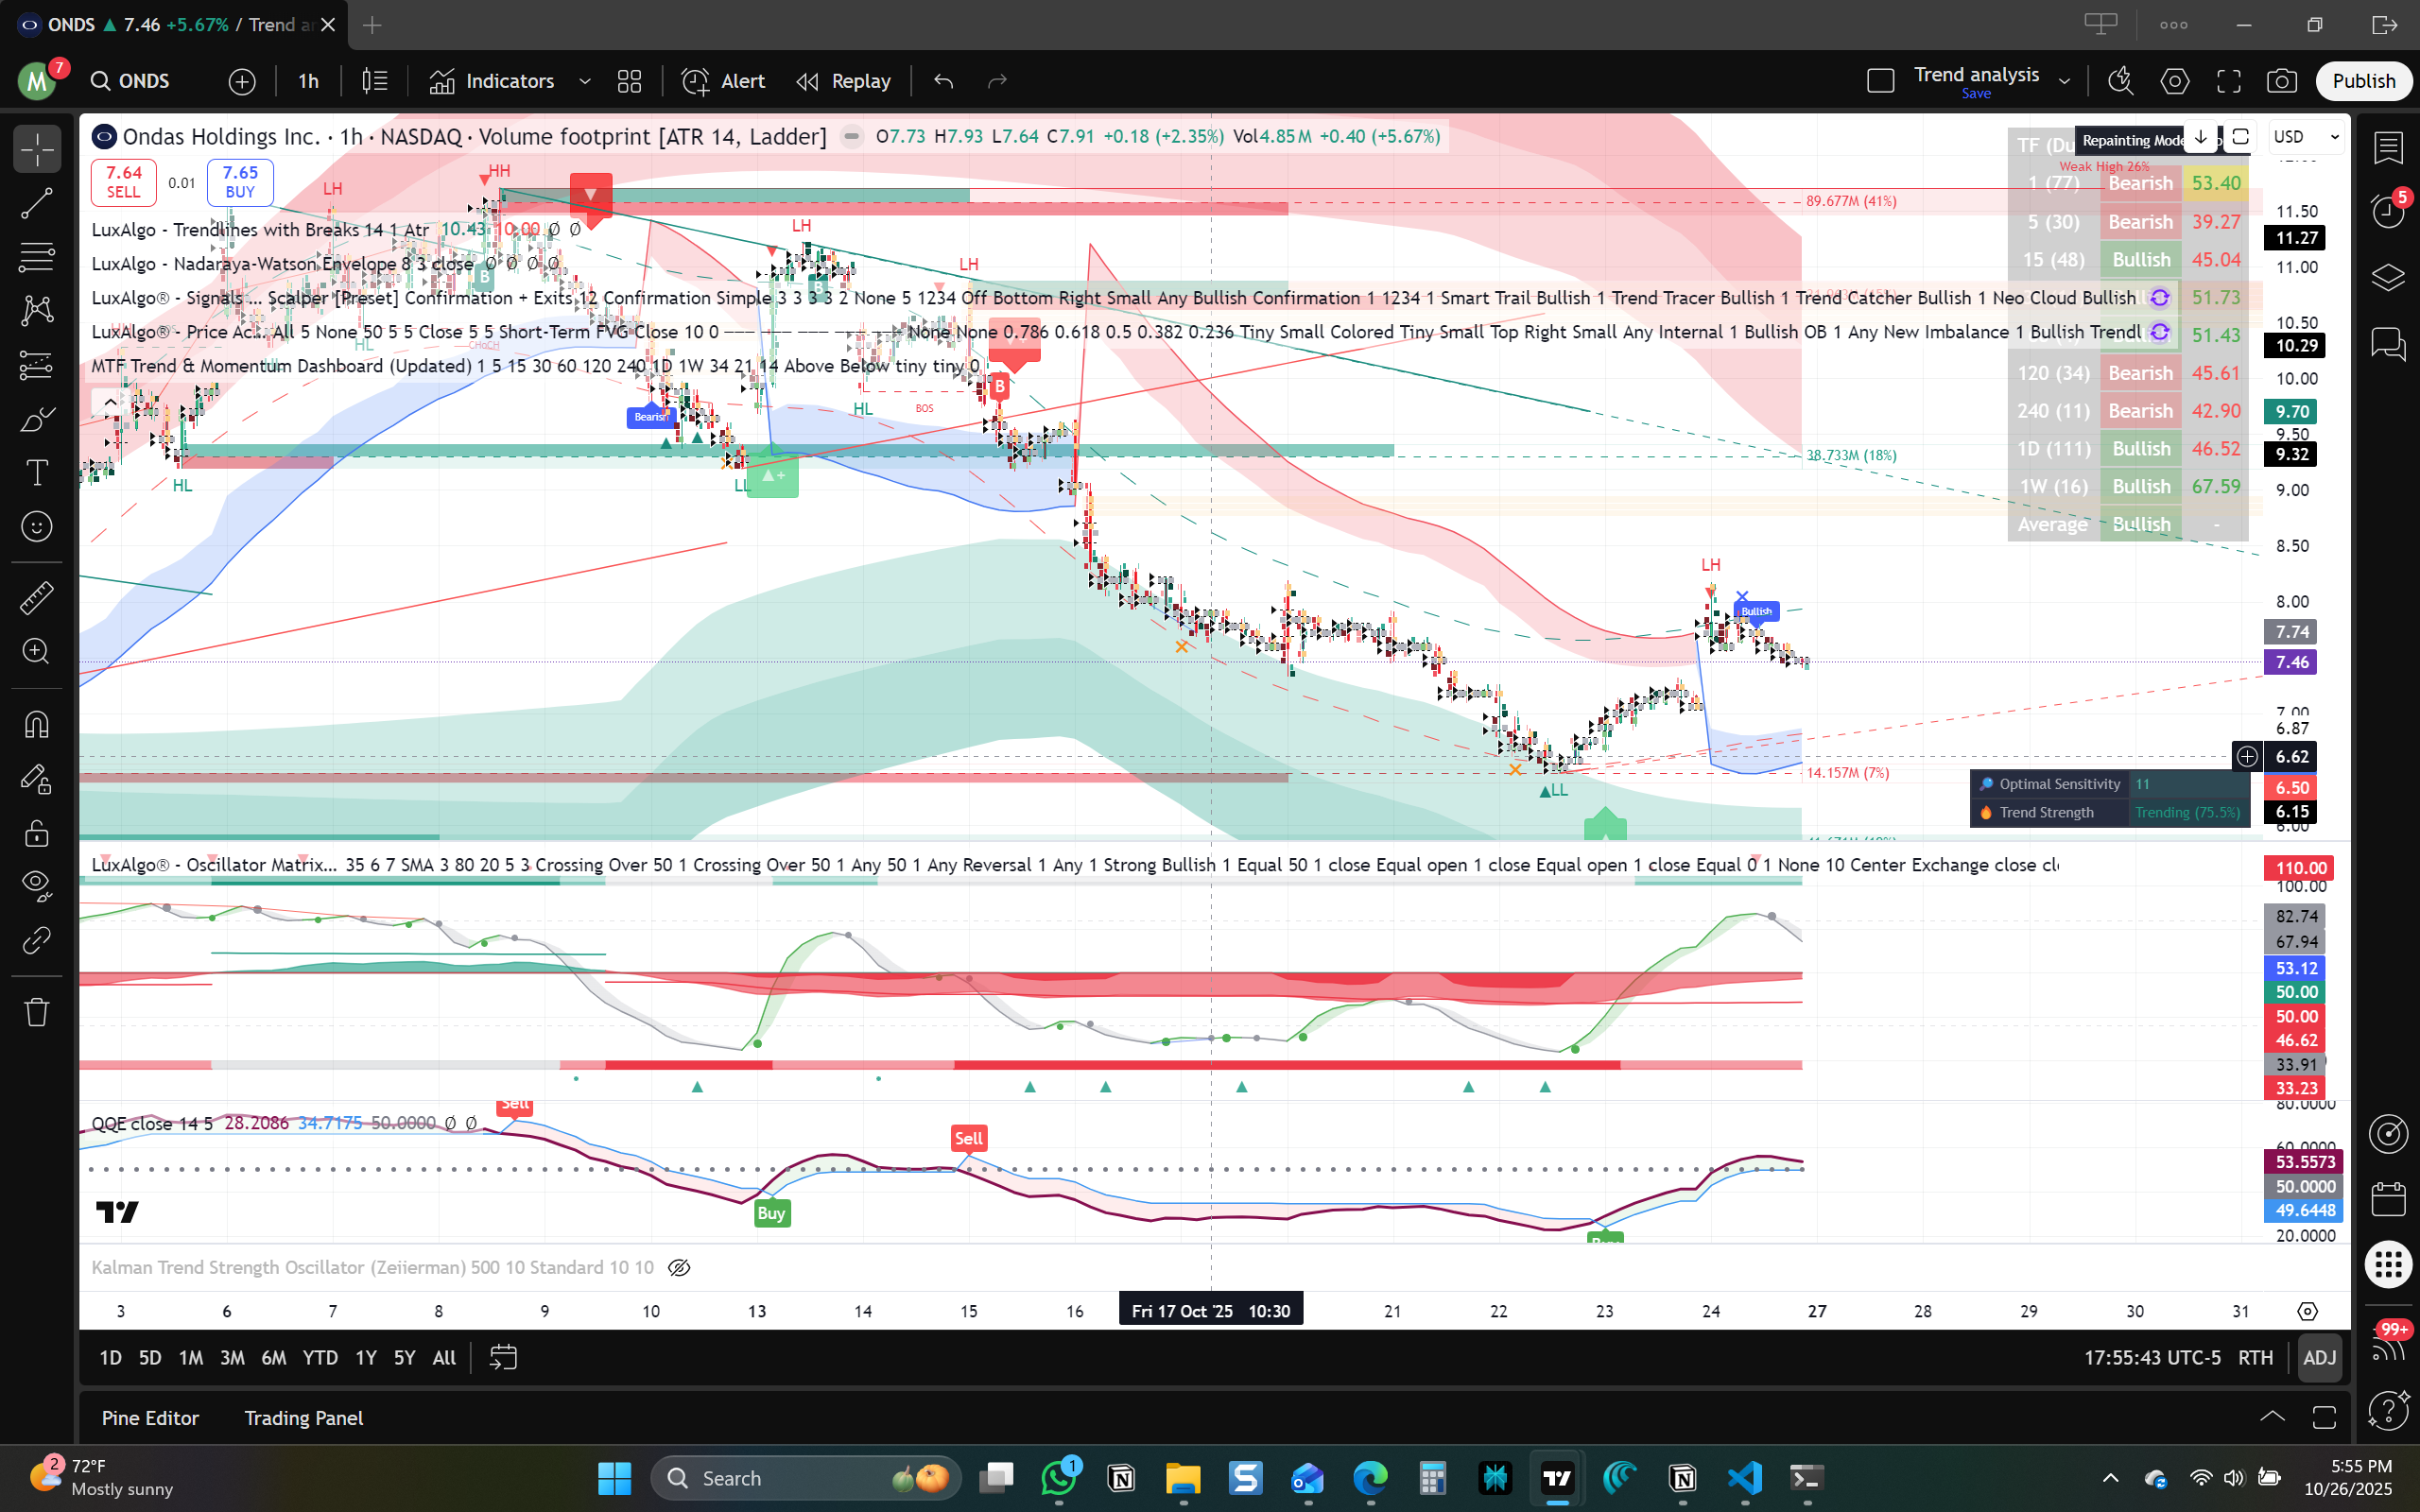 ONDS ▲ 7.46 +5.67% / Trend
M 7 ONDS 1h Indicators Alert Replay Trend analysis Save Publish
Ondas Holdings Inc. · 1h · NASDAQ · Volume footprint [ATR 14, Ladder] O7.73 H7.93 L7.64 C7.91 +0.18 (+2.35%) Vol4.85 M +0.40 (+5.67%)
7.64 SELL 0.01 7.65 BUY
LuxAlgo - Trendlines with Breaks 14 1 Atr 10.43 10.00 Ø Ø
LuxAlgo - Nadaraya-Watson Envelope 8 3 close Ø Ø Ø Ø
LuxAlgo® - Signals ... Scalper [Preset] Confirmation + Exits 12 Confirmation Simple 3 3 3 3 2 None 5 1234 Off Bottom Right Small Any Bullish Confirmation 1 1234 1 Smart Trail Bullish 1 Trend Tracer Bullish 1 Trend Catcher Bullish 1 Neo Cloud Bullish
LuxAlgo® - Price Ac... All 5 None 50 5 5 Close 5 5 Short-Term FVG Close 10 0 None None 0.786 0.618 0.5 0.382 0.236 Tiny Small Colored Tiny Small Top Right Small Any Internal 1 Bullish OB 1 Any New Imbalance 1 Bullish Trendl
MTF Trend & Momentum Dashboard (Updated) 1 5 15 30 60 120 240 1D 1W 34 21 14 Above Below tiny tiny 0
LH
HH
LH
LH
B
B
B
CHoCH
HL
HL
HL
BOS
Bearish
LL
LH
Bullish
LL
TF (Du
Repainting Mode
Weak High 26%
1 (77) Bearish 53.40
5 (30) Bearish 39.27
15 (48) Bullish 45.04
51.73
51.43
120 (34) Bearish 45.61
240 (11) Bearish 42.90
1D (111) Bullish 46.52
1W (16) Bullish 67.59
Average Bullish -
89.677M (41%)
38.733M (18%)
14.157M (7%)
Optimal Sensitivity 11
Trend Strength Trending (75.5%)
USD
11.50
11.27
11.00
10.50
10.29
10.00
9.70
9.50
9.32
9.00
8.50
8.00
7.74
7.46
7.00
6.87
6.62
6.50
6.15
6.00
LuxAlgo® - Oscillator Matrix... 35 6 7 SMA 3 80 20 5 3 Crossing Over 50 1 Crossing Over 50 1 Any 50 1 Any Reversal 1 Any 1 Strong Bullish 1 Equal 50 1 close Equal open 1 close Equal open 1 close Equal 0 1 None 10 Center Exchange close cl
110.00
100.00
82.74
67.94
53.12
50.00
50.00
46.62
33.91
33.23
QQE close 14 5 28.2086 34.7175 50.0000 Ø Ø
Sell
Sell
Buy
80.0000
60.0000
53.5573
50.0000
49.6448
20.0000
Kalman Trend Strength Oscillator (Zeiierman) 500 10 Standard 10 10
3 6 7 8 9 10 13 14 15 16 Fri 17 Oct '25 10:30 21 22 23 24 27 28 29 30 31
1D 5D 1M 3M 6M YTD 1Y 5Y All 17:55:43 UTC-5 RTH ADJ
Pine Editor Trading Panel
5
99+
2 72°F
Mostly sunny
Search
1
5:55 PM
10/26/2025